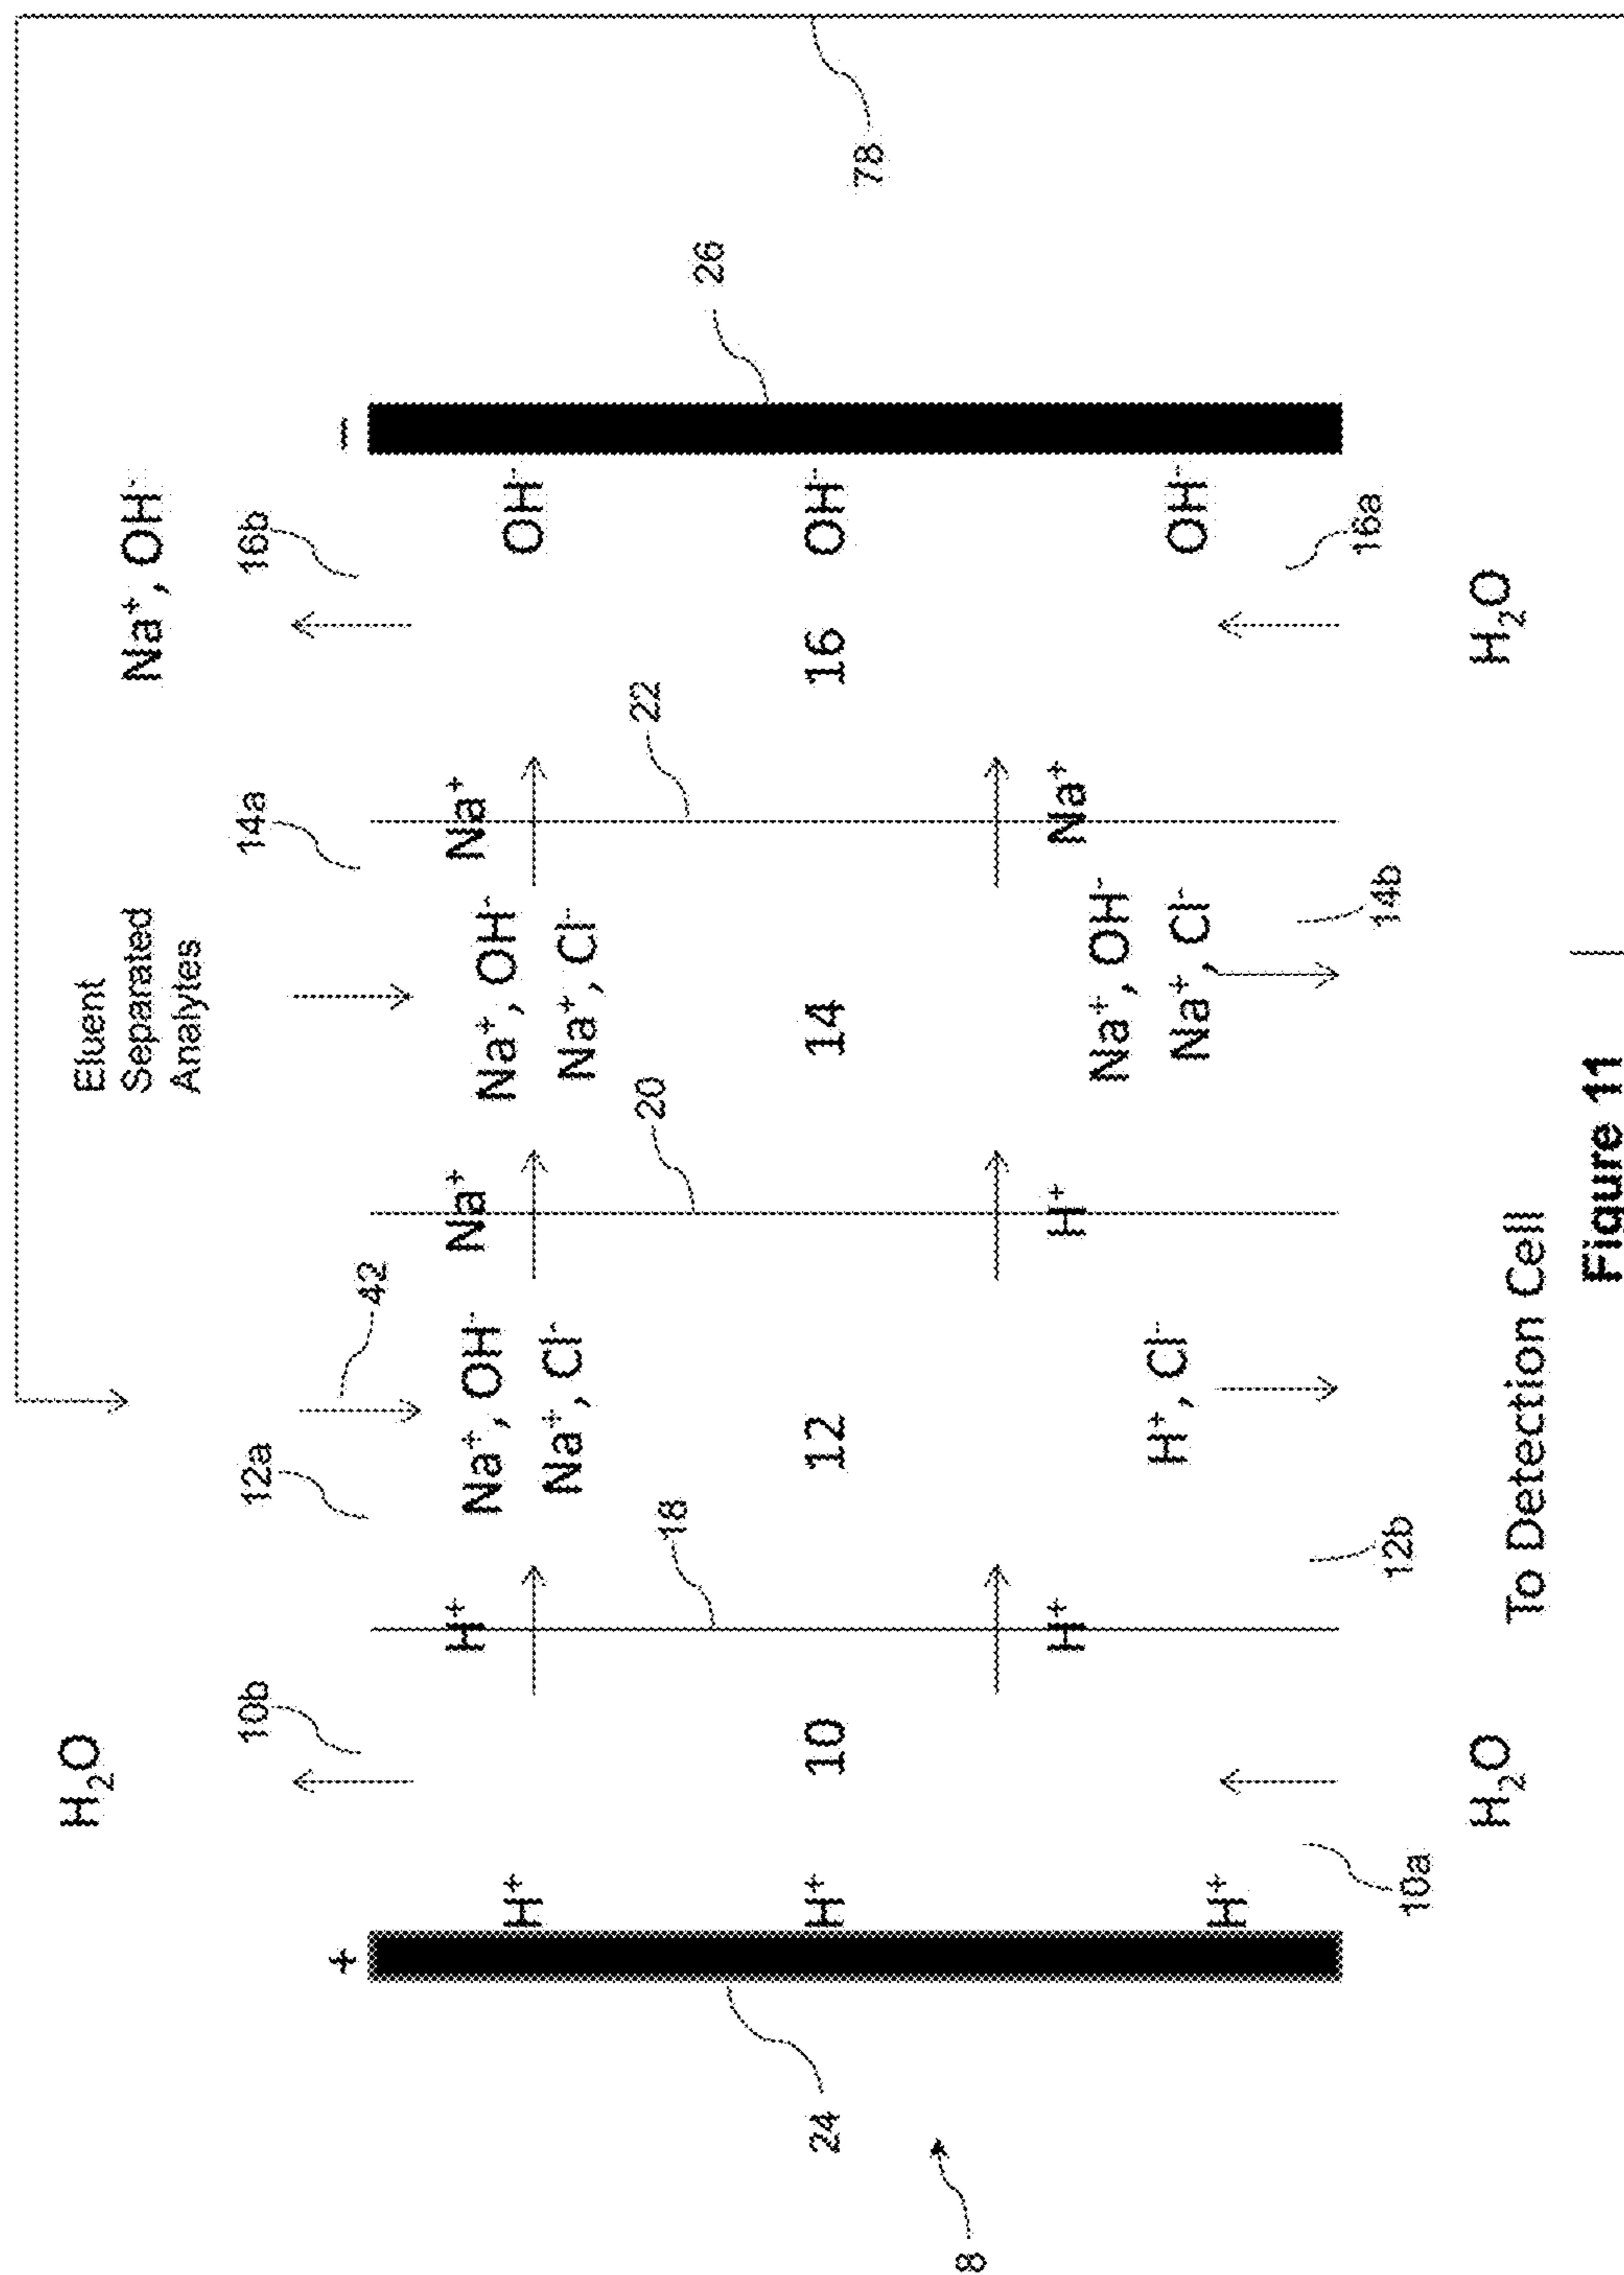 H₂O
Eluent
Separated
Analytes
Na⁺, OH⁻
10b
12a
42
14a
16b
+
−
H⁺
Na⁺
Na⁺
H⁺
Na⁺, OH⁻
Na⁺, OH⁻
OH⁻
Na⁺, Cl⁻
Na⁺, Cl⁻
18
20
22
26
24
H⁺
10
12
14
16
OH⁻
78
8
H⁺
H⁺
Na⁺
Na⁺, OH⁻
H⁺
H⁺, Cl⁻
Na⁺, Cl⁻
OH⁻
10a
12b
14b
16a
H₂O
To Detection Cell
H₂O
Figure 11